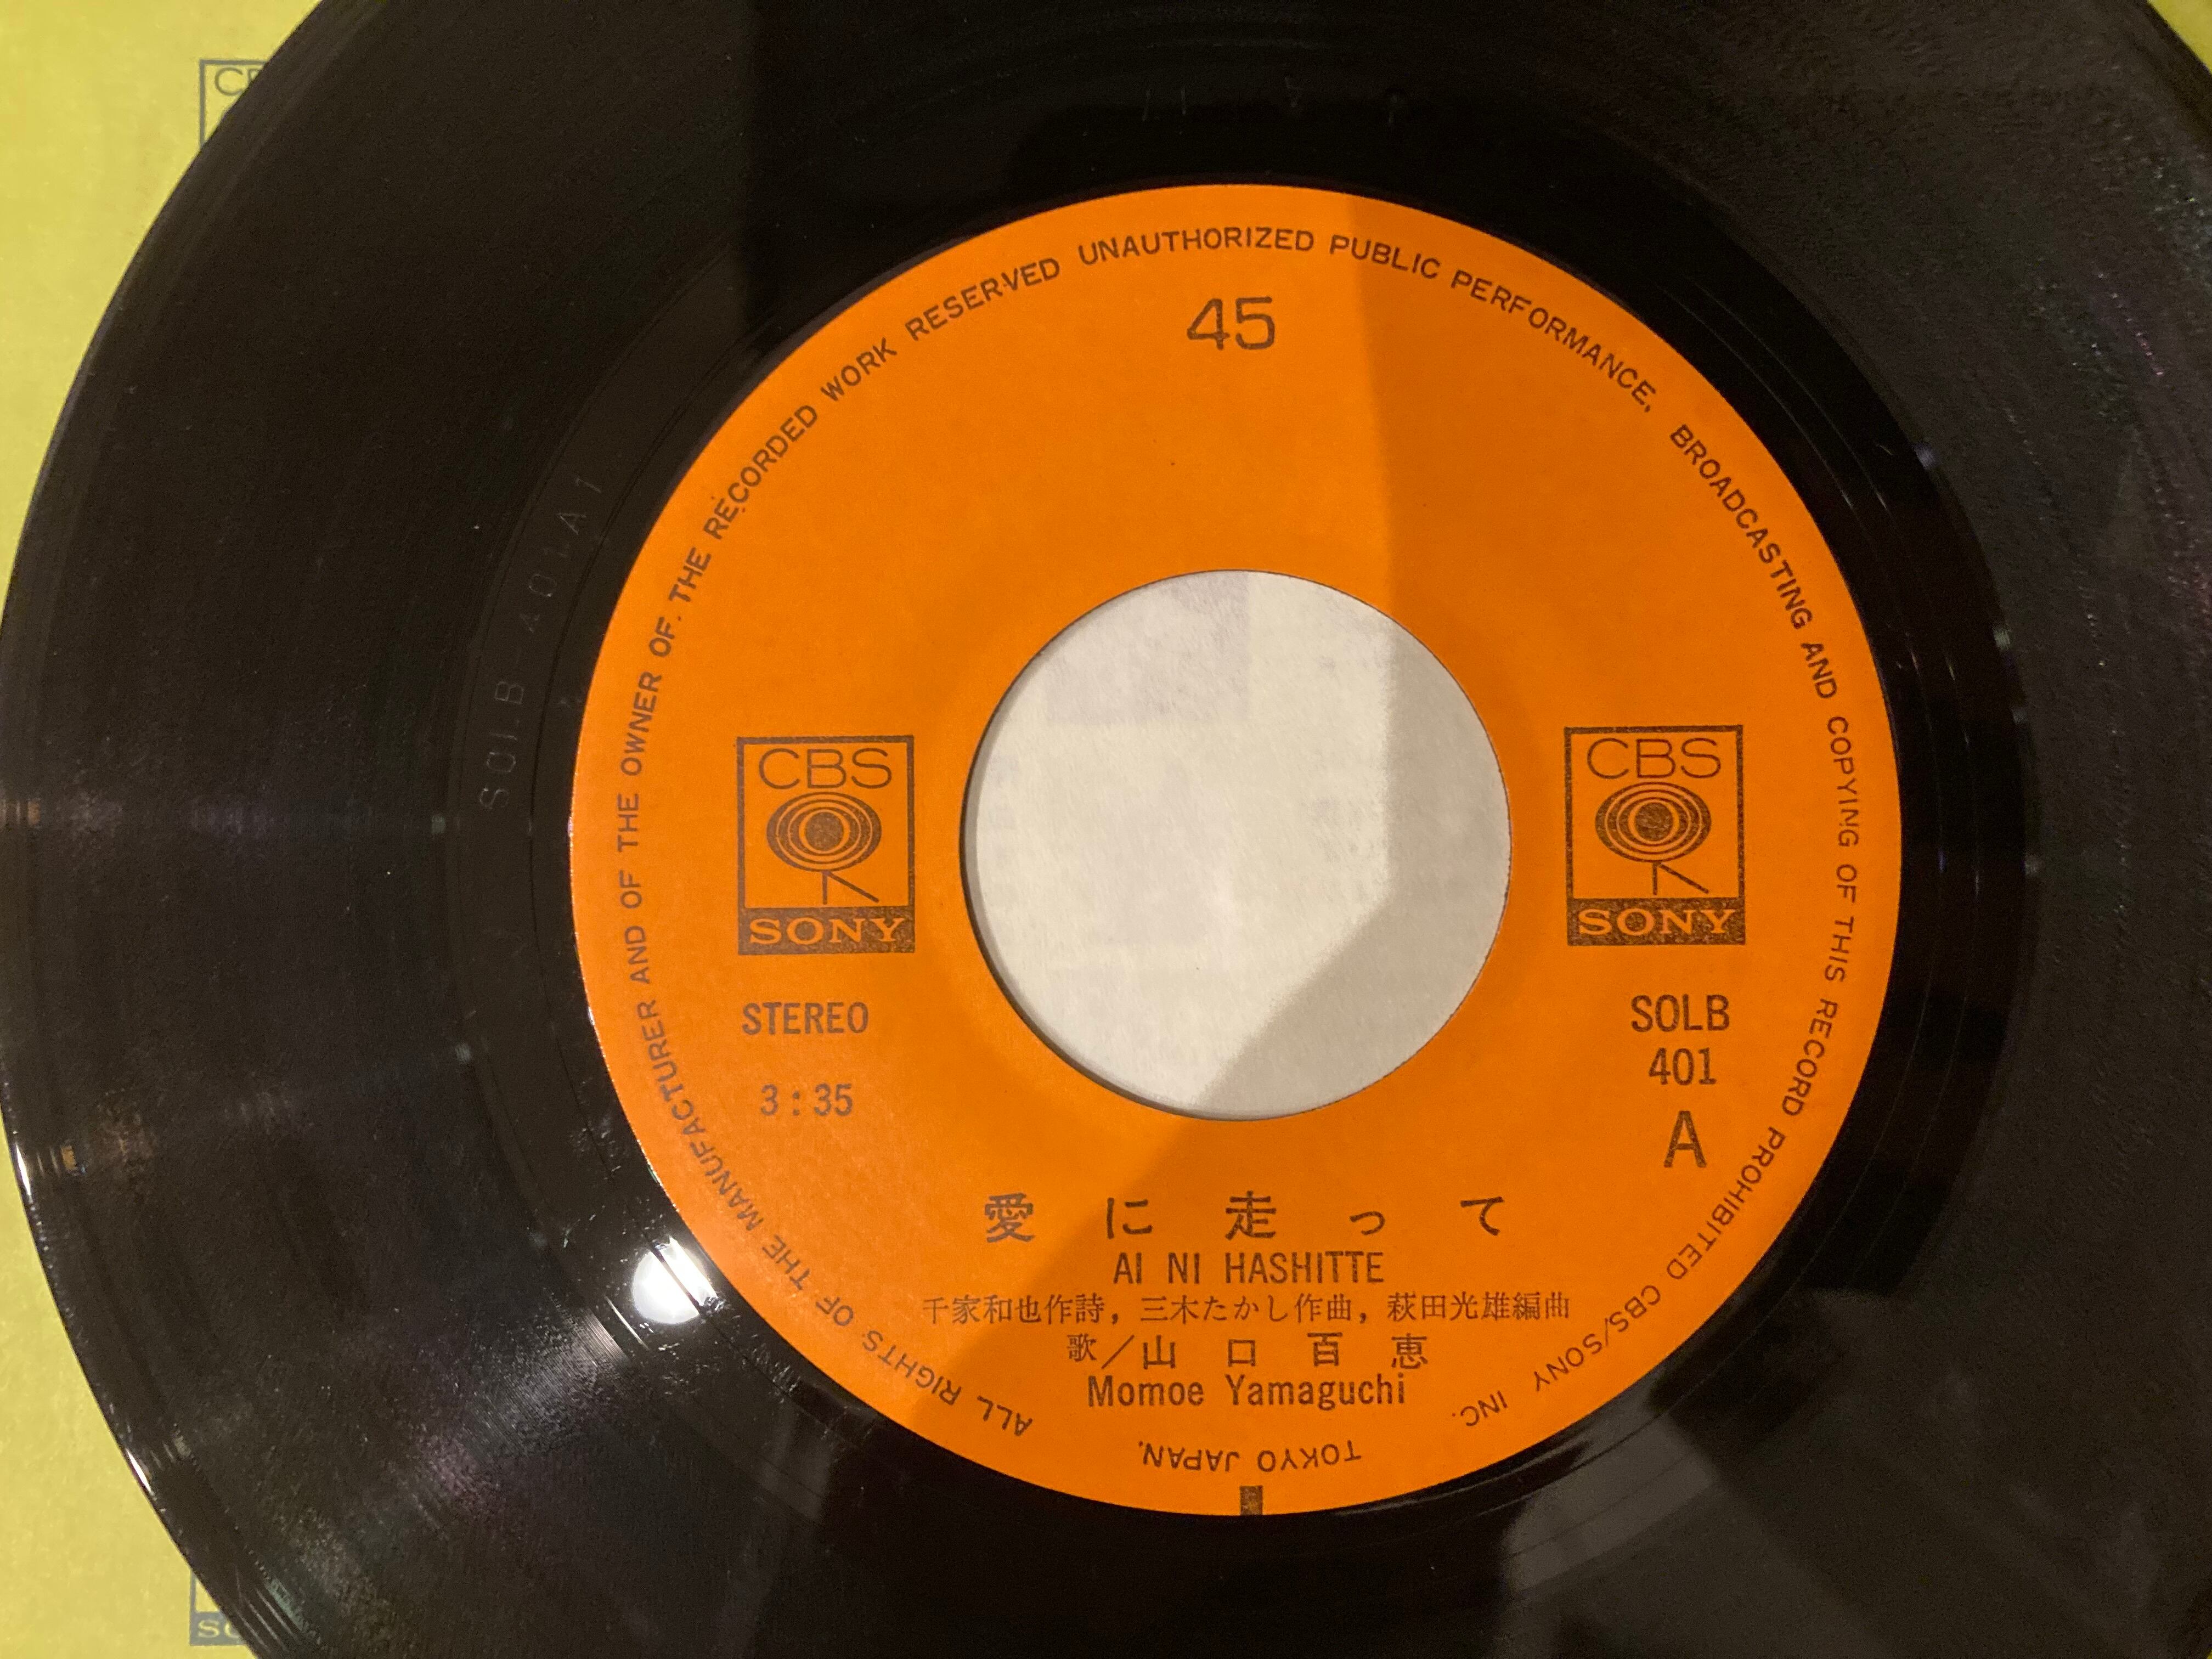 ALL RIGHTS OF THE MANUFACTURER AND OF THE OWNER OF THE RECORDED WORK RESERVED UNAUTHORIZED PUBLIC PERFORMANCE, BROADCASTING AND COPYING OF THIS RECORD PROHIBITED CBS/SONY INC.
TOKYO JAPAN.
45
CBS
SONY
CBS
SONY
STEREO
3:35
SOLB
401
A
愛に走って
AI NI HASHITTE
千家和也作詩，三木たかし作曲，萩田光雄編曲
歌／山口百恵
Momoe Yamaguchi
SOLB 401A1